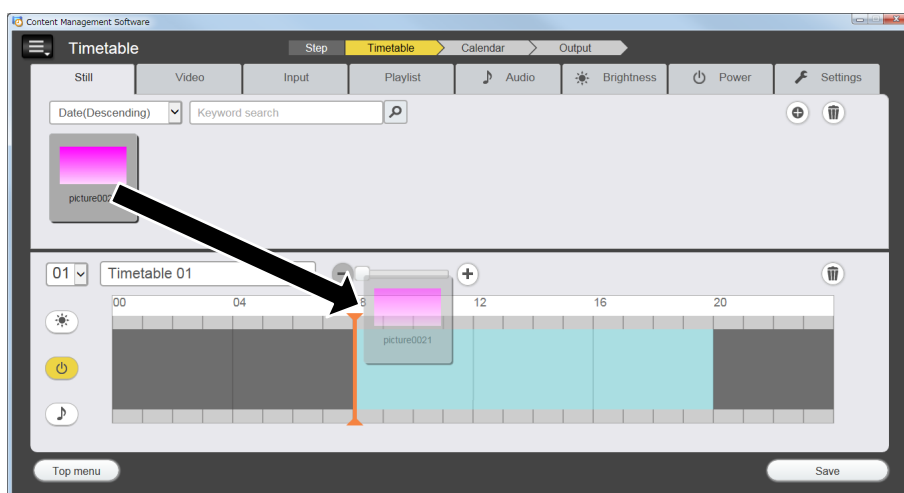 Content Management Software
Timetable
Step Timetable Calendar Output
Still Video Input Playlist Audio Brightness Power Settings
Date(Descending) Keyword search
picture002
01 Timetable 01
00 04 8 12 16 20
picture0021
Top menu Save